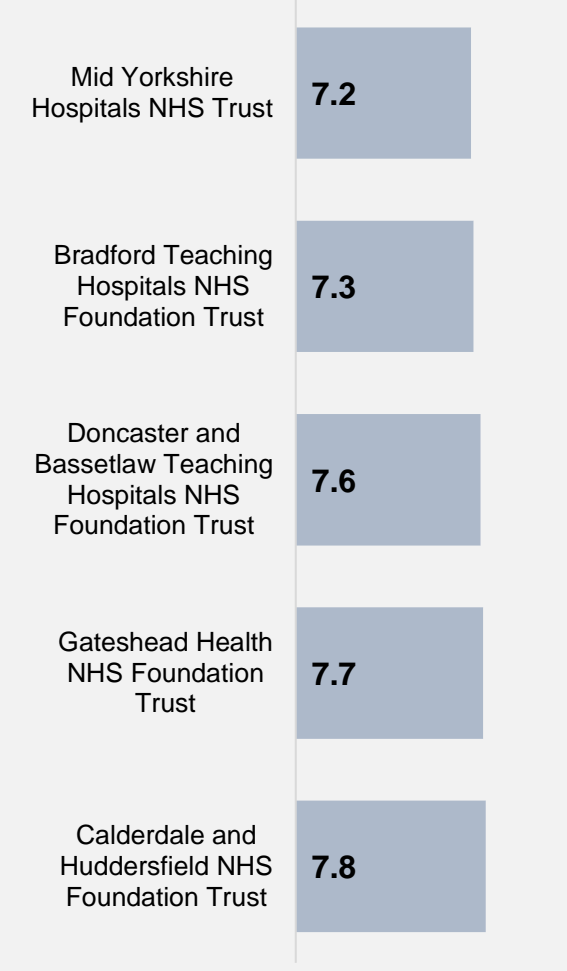 Mid Yorkshire
Hospitals NHS Trust
7.2
Bradford Teaching
Hospitals NHS
Foundation Trust
7.3
Doncaster and
Bassetlaw Teaching
Hospitals NHS
Foundation Trust
7.6
Gateshead Health
NHS Foundation
Trust
7.7
Calderdale and
Huddersfield NHS
Foundation Trust
7.8